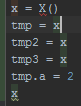 x = X()
tmp = x
tmp2 = x
tmp3 = x
tmp.a = 2
x